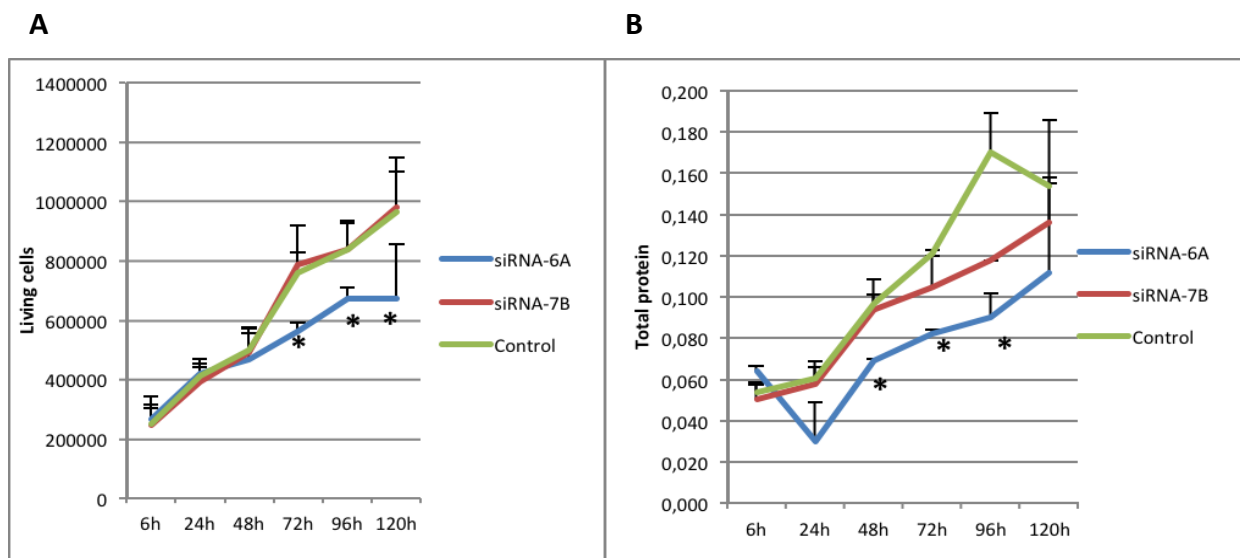 A
B
1400000
1200000
1000000
800000
600000
400000
200000
0
Living cells
6h 24h 48h 72h 96h 120h
* * *
siRNA-6A
siRNA-7B
Control
0,200
0,180
0,160
0,140
0,120
0,100
0,080
0,060
0,040
0,020
0,000
Total protein
6h 24h 48h 72h 96h 120h
* * *
siRNA-6A
siRNA-7B
Control